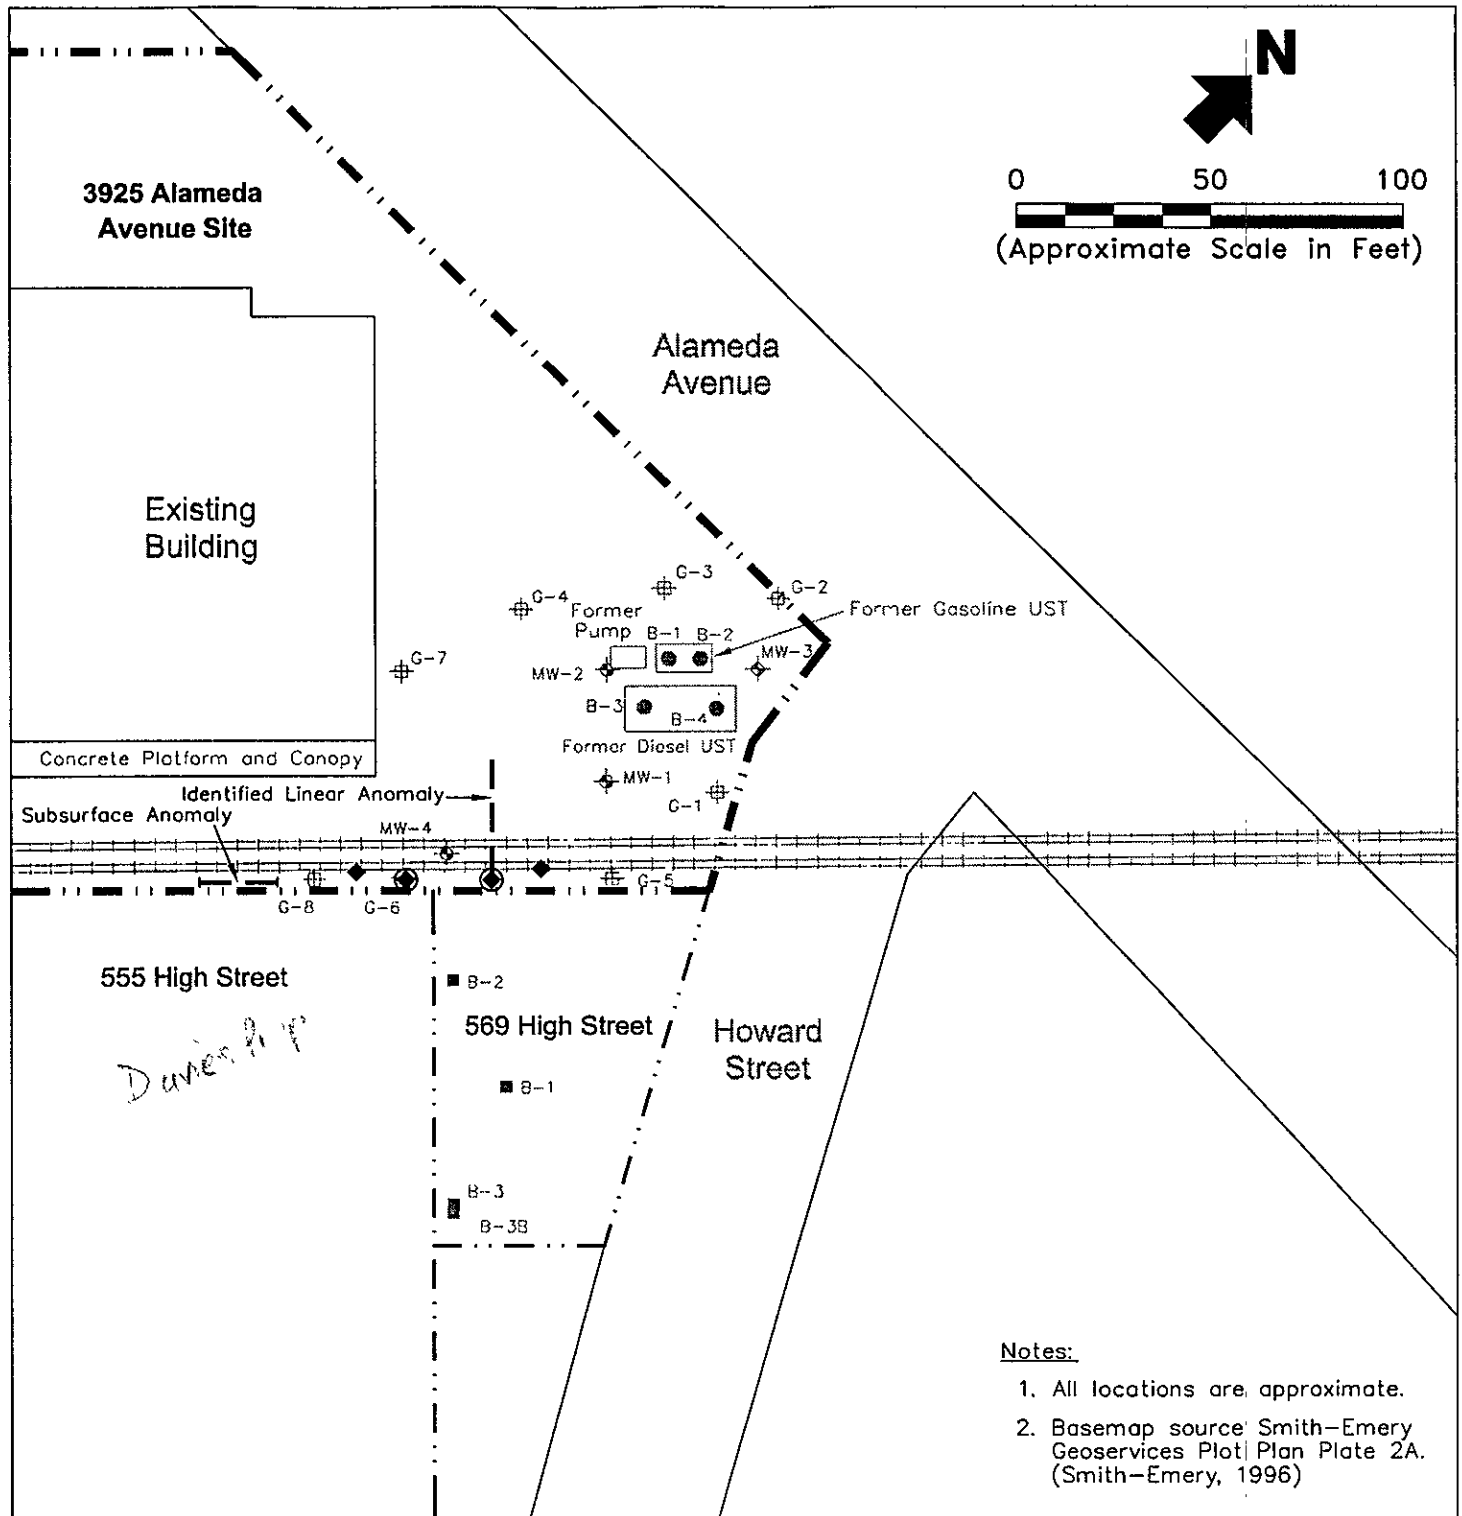 N
0 50 100
(Approximate Scale in Feet)
3925 Alameda
Avenue Site
Alameda
Avenue
Existing
Building
G-3
G-2
G-4
Former
Pump
B-1 B-2
Former Gasoline UST
G-7
MW-2
MW-3
B-3
B-4
Former Diesel UST
Concrete Platform and Canopy
MW-1
G-1
Identified Linear Anomaly
Subsurface Anomaly
MW-4
G-5
G-8
G-6
555 High Street
B-2
569 High Street
Howard
Street
B-1
B-3
B-3B
Notes:
1. All locations are approximate.
2. Basemap source Smith-Emery
Geoservices Plot Plan Plate 2A.
(Smith-Emery, 1996)